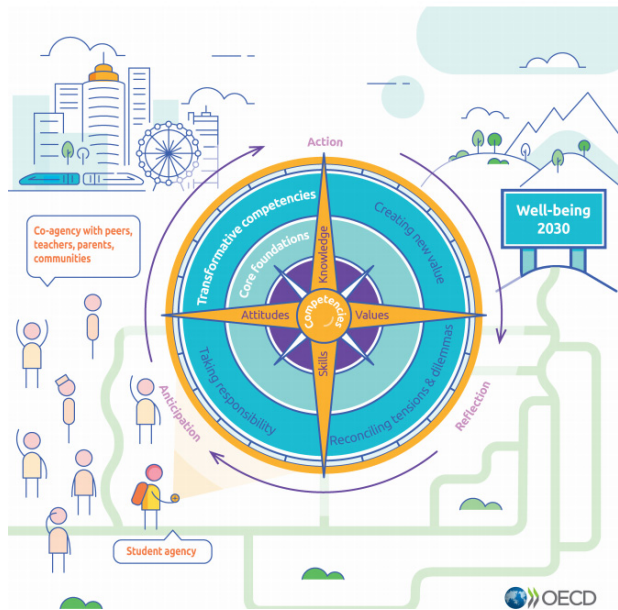 Action
Transformative competencies
Core foundations
Creating new value
Well-being
2030
Co-agency with peers,
teachers, parents,
communities
Knowledge
Attitudes
Competencies
Values
Skills
Taking responsibility
Reconciling tensions & dilemmas
Anticipation
Reflection
Student agency
OECD